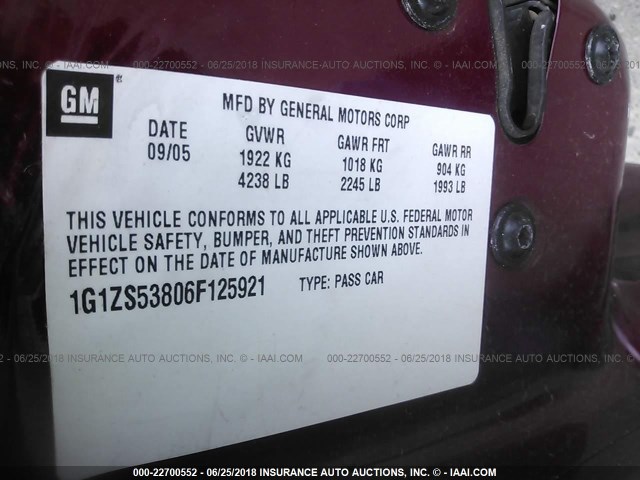 000-22700552 - 06/25/2018 INSURANCE AUTO AUCTIONS, INC. - IAAI.COM
GM
®
MFD BY GENERAL MOTORS CORP
DATE GVWR GAWR FRT GAWR RR
09/05 1922 KG 1018 KG 904 KG
4238 LB 2245 LB 1993 LB
THIS VEHICLE CONFORMS TO ALL APPLICABLE U.S. FEDERAL MOTOR
VEHICLE SAFETY, BUMPER, AND THEFT PREVENTION STANDARDS IN
EFFECT ON THE DATE OF MANUFACTURE SHOWN ABOVE.
1G1ZS53806F125921 TYPE: PASS CAR
06/25/2018 INSURANCE AUTO AUCTIONS, INC. - IAAI.COM 000-22700552 - 06/25/2018 INSURANCE AUTO AUCTIONS
000-22700552 - 06/25/2018 INSURANCE AUTO AUCTIONS, INC. - IAAI.COM